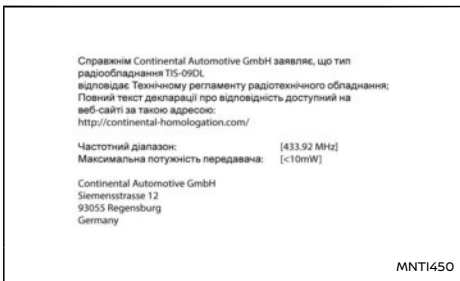 Справжнім Continental Automotive GmbH заявляє, що тип
радіообладнання TIS-09DL
відповідає Технічному регламенту радіотехнічного обладнання;
Повний текст декларації про відповідність доступний на
веб-сайті за такою адресою:
http://continental-homologation.com/
Частотний діапазон: [433.92 MHz]
Максимальна потужність передавача: [<10mW]
Continental Automotive GmbH
Siemensstrasse 12
93055 Regensburg
Germany
MNTI450